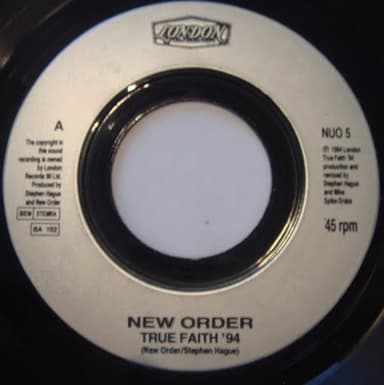 LONDON
A
The copyright in
this sound
recording is owned
by London
Records 90 Ltd.
Produced by
Stephen Hague
and New Order
BIEM STEMRA
BA 102
NUO 5
℗ 1994 London
True Faith '94
production and
remixed by
Stephen Hague
and Mike
Spike Drake
45 rpm
NEW ORDER
TRUE FAITH '94
(New Order/Stephen Hague)